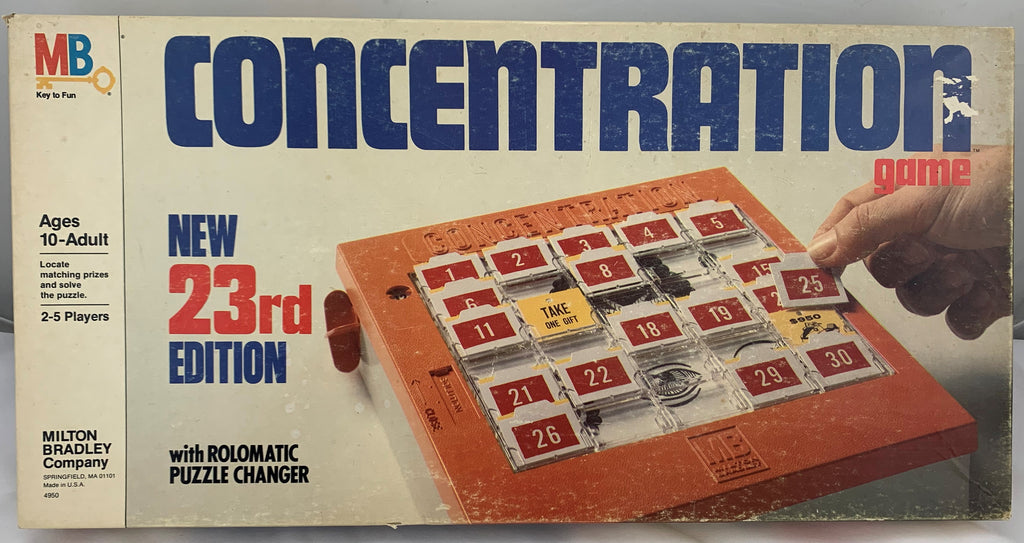 MB
Key to Fun
CONCENTRATION
game
Ages
10-Adult
Locate
matching prizes
and solve
the puzzle.
2-5 Players
NEW
23rd
EDITION
with ROLOMATIC
PUZZLE CHANGER
MILTON
BRADLEY
Company
SPRINGFIELD, MA 01101
Made in U.S.A.
4950
CONCENTRATION
1 2 3 4 5
6 8 15
11 TAKE
ONE GIFT
18 19 25
$950
21 22 29 30
26
CLOSE
MB